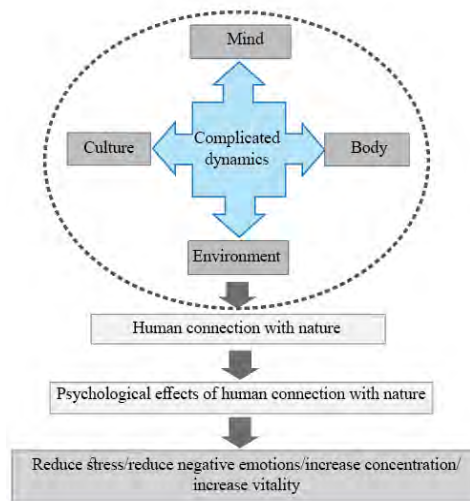 Mind
Culture
Complicated
dynamics
Body
Environment
Human connection with nature
Psychological effects of human connection with nature
Reduce stress/reduce negative emotions/increase concentration/
increase vitality